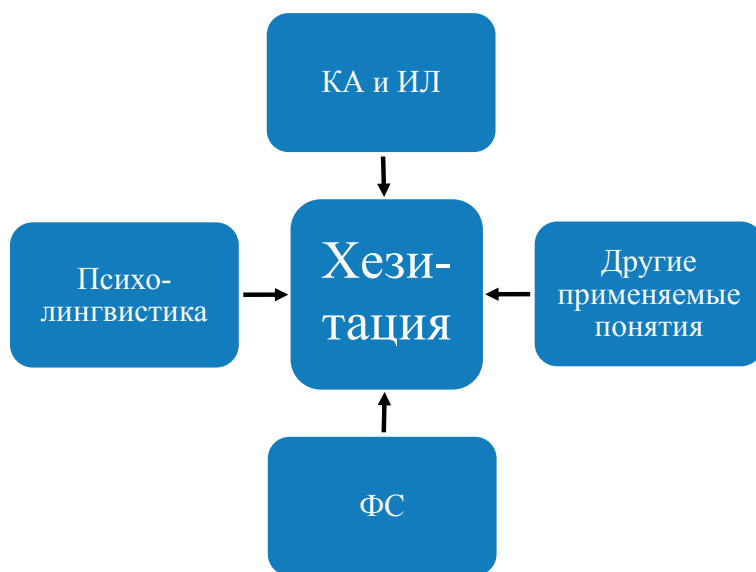 КА и ИЛ
Психо-
лингвистика
Хези-
тация
Другие
применяемые
понятия
ФС